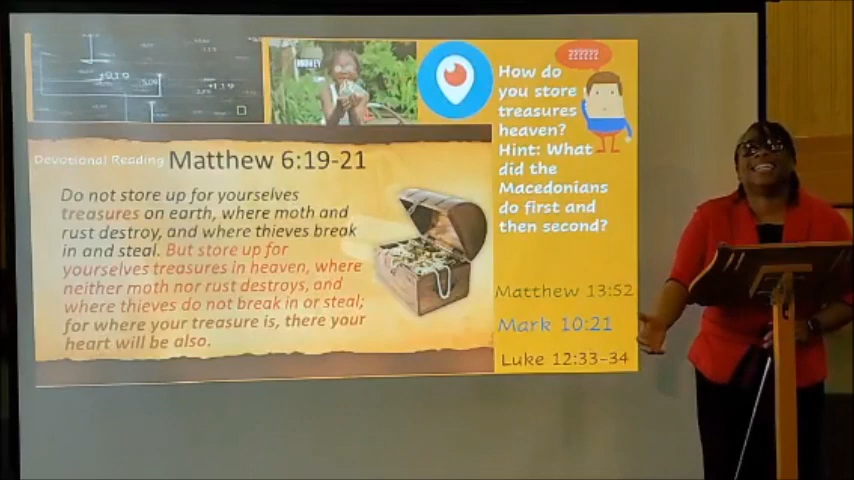 MONKEY
??????
How do
you store
treasures
heaven?
Hint: What
did the
Macedonians
do first and
then second?
Devotional Reading Matthew 6:19-21
Do not store up for yourselves
treasures on earth, where moth and
rust destroy, and where thieves break
in and steal. But store up for
yourselves treasures in heaven, where
neither moth nor rust destroys, and
where thieves do not break in or steal;
for where your treasure is, there your
heart will be also.
Matthew 13:52
Mark 10:21
Luke 12:33-34